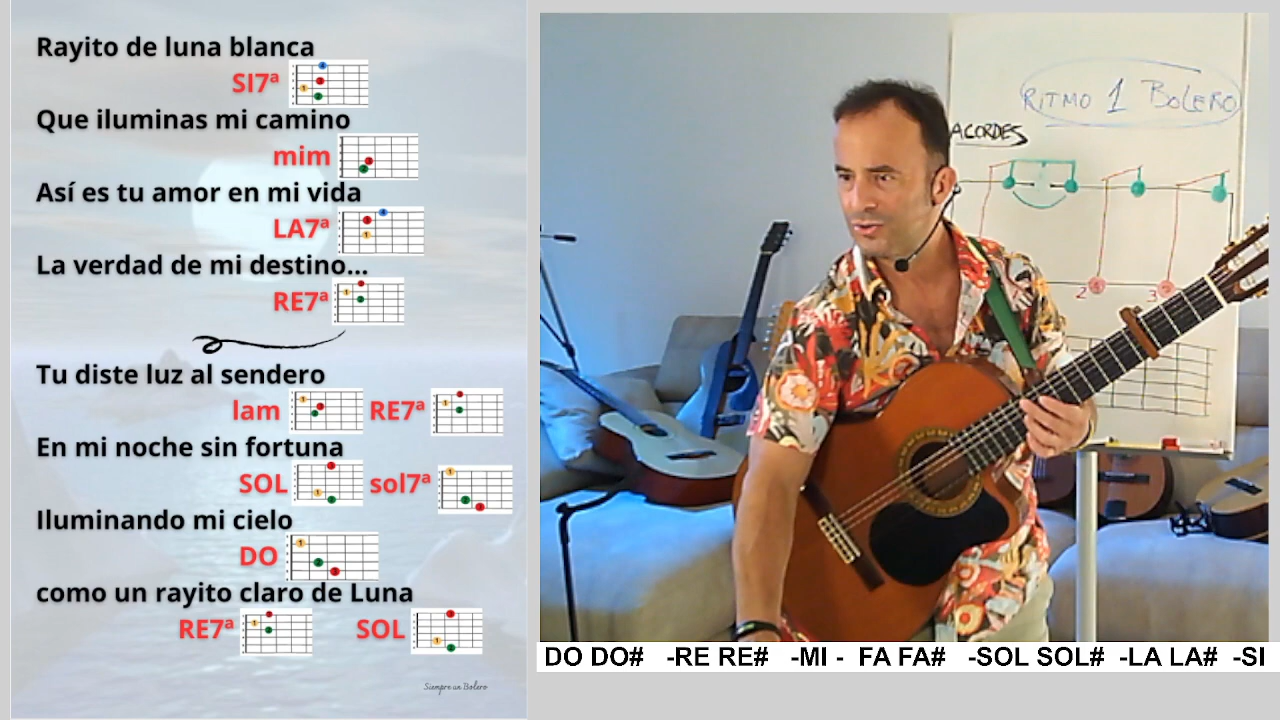 Rayito de luna blanca
SI7ª
Que iluminas mi camino
mim
Así es tu amor en mi vida
LA7ª
La verdad de mi destino...
RE7ª
Tu diste luz al sendero
lam RE7ª
En mi noche sin fortuna
SOL sol7ª
Iluminando mi cielo
DO
como un rayito claro de Luna
RE7ª SOL
Siempre un Bolero
RITMO 1 BOLERO
ACORDES
2 3
DO DO# -RE RE# -MI - FA FA# -SOL SOL# -LA LA# -SI